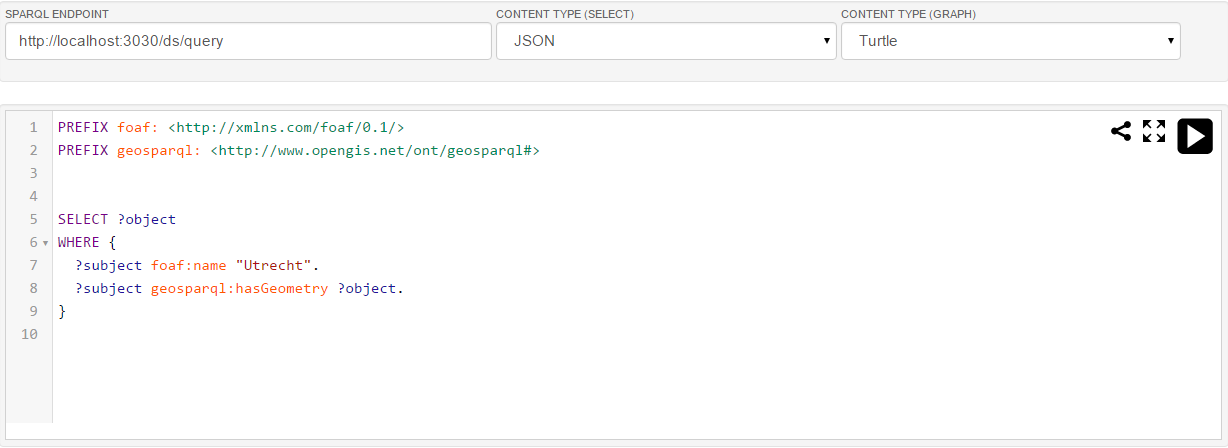 SPARQL ENDPOINT CONTENT TYPE (SELECT) CONTENT TYPE (GRAPH)
http://localhost:3030/ds/query JSON Turtle
1 PREFIX foaf: <http://xmlns.com/foaf/0.1/>
2 PREFIX geosparql: <http://www.opengis.net/ont/geosparql#>
3
4
5 SELECT ?object
6 WHERE {
7 ?subject foaf:name "Utrecht".
8 ?subject geosparql:hasGeometry ?object.
9 }
10